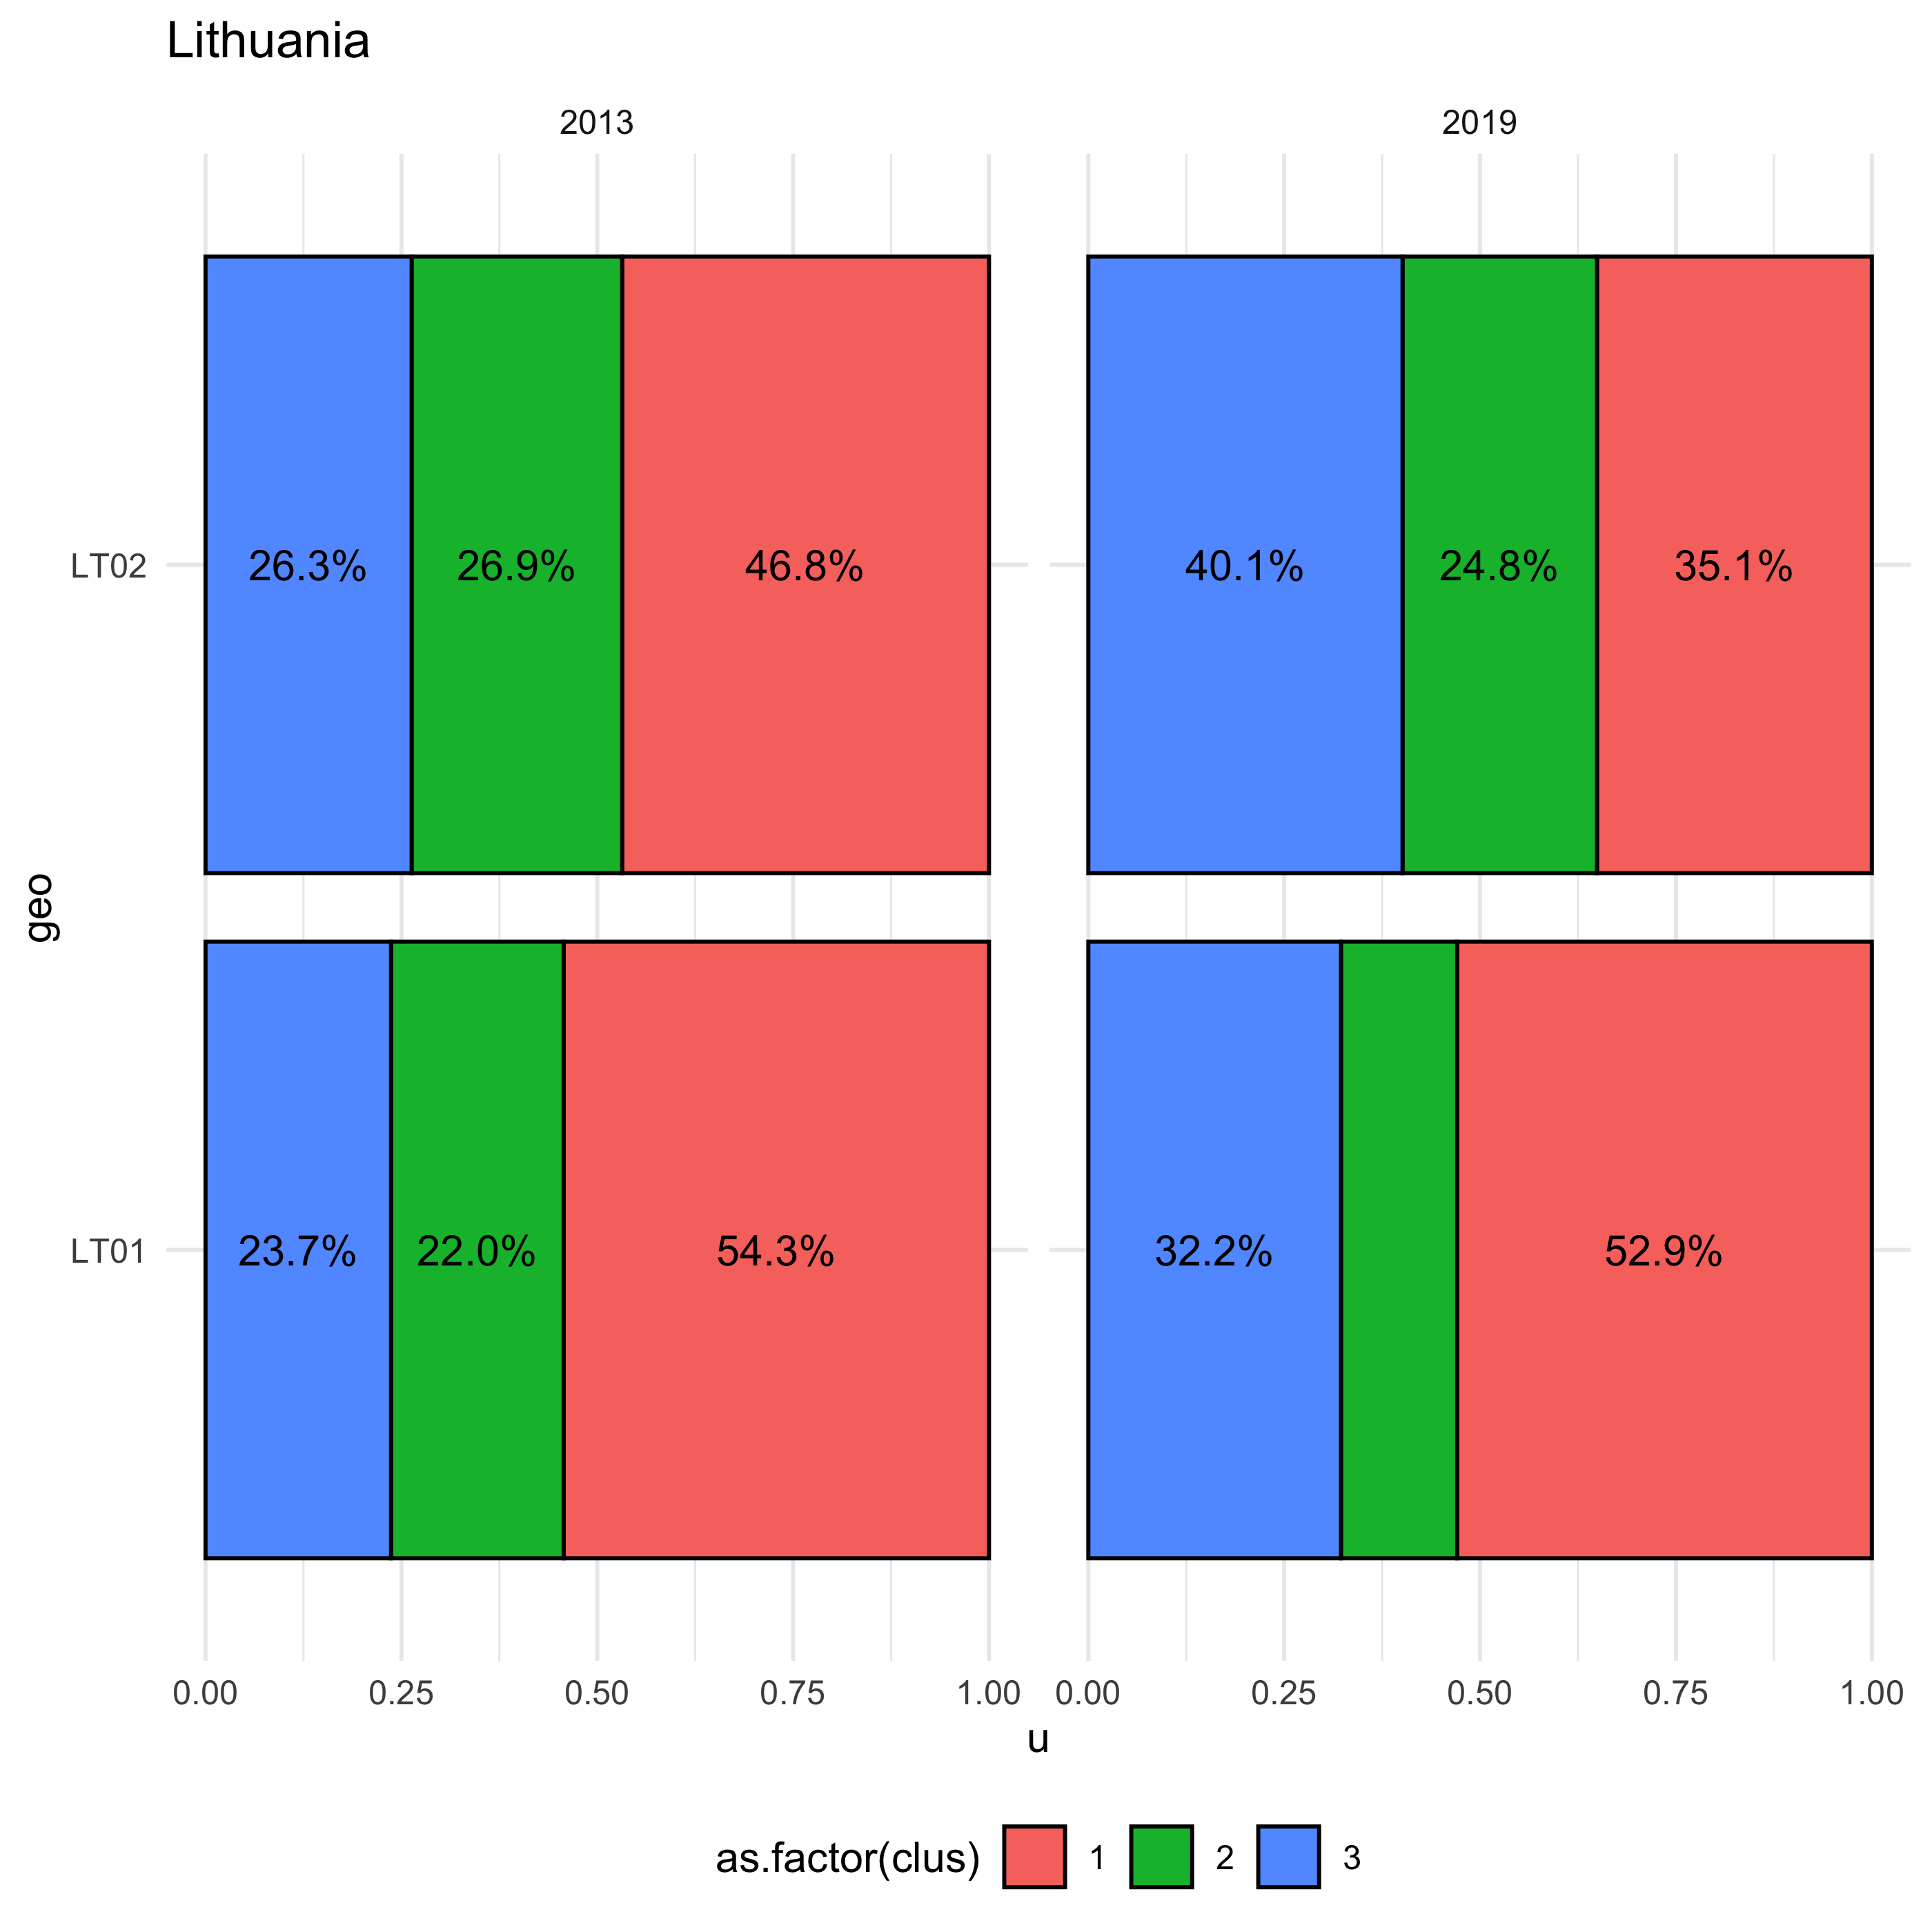 Lithuania
2013 2019
LT02
26.3% 26.9% 46.8% 40.1% 24.8% 35.1%
geo
LT01
23.7% 22.0% 54.3% 32.2% 52.9%
0.00 0.25 0.50 0.75 1.00 0.00 0.25 0.50 0.75 1.00
u
as.factor(clus) 1 2 3